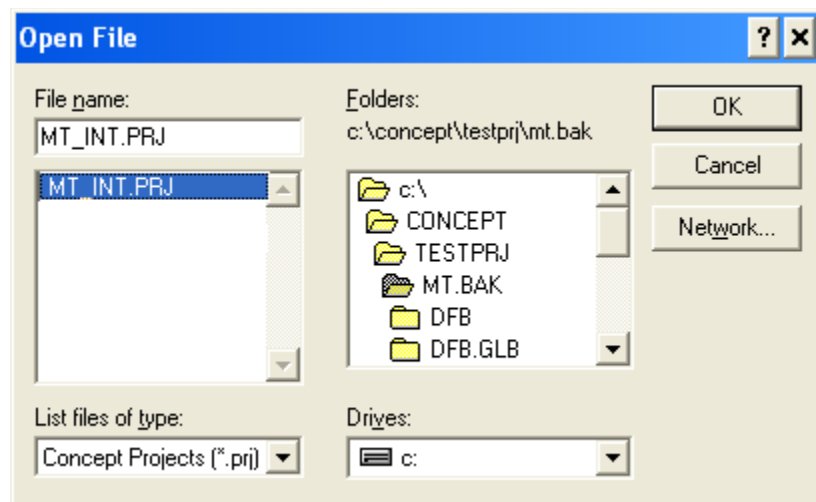 Open File
File name:
MT_INT.PRJ
MT_INT.PRJ
List files of type:
Concept Projects (*.prj)
Folders:
c:\concept\testprj\mt.bak
c:\
CONCEPT
TESTPRJ
MT.BAK
DFB
DFB.GLB
Drives:
c:
OK
Cancel
Network...